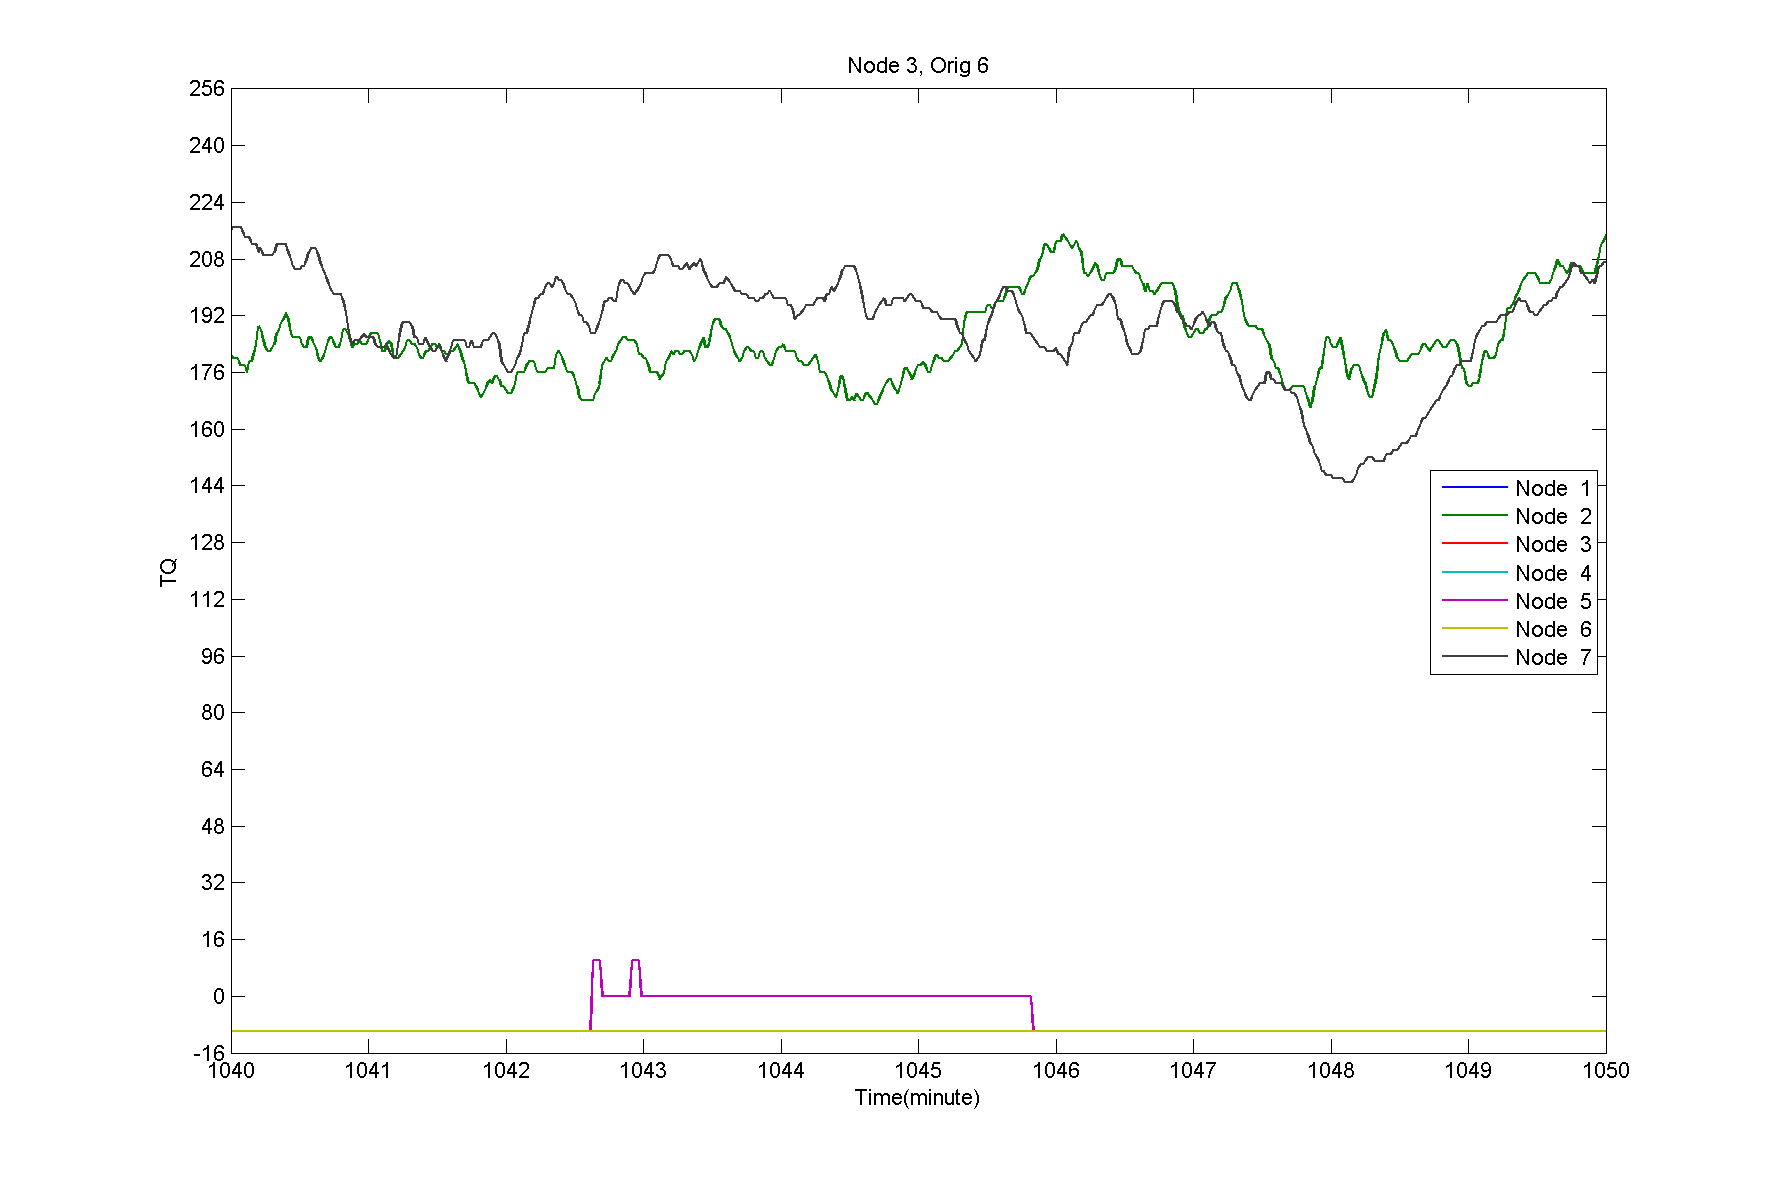 Node 3, Orig 6
256
240
224
208
192
176
160
144
128
112
96
80
64
48
32
16
0
-16
TQ
Node 1
Node 2
Node 3
Node 4
Node 5
Node 6
Node 7
1040 1041 1042 1043 1044 1045 1046 1047 1048 1049 1050
Time(minute)